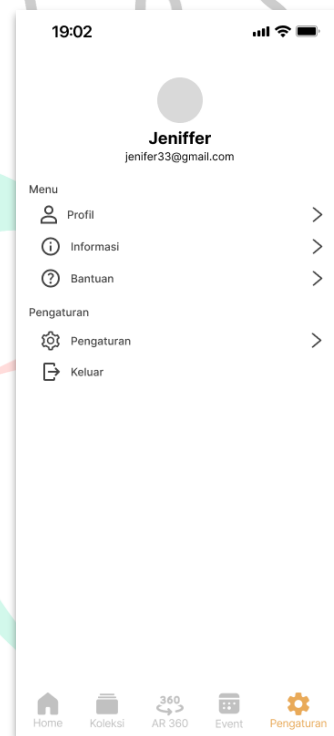 19:02
Jeniffer
jenifer33@gmail.com
Menu
Profil
Informasi
Bantuan
Pengaturan
Pengaturan
Keluar
360
Home Koleksi AR 360 Event Pengaturan